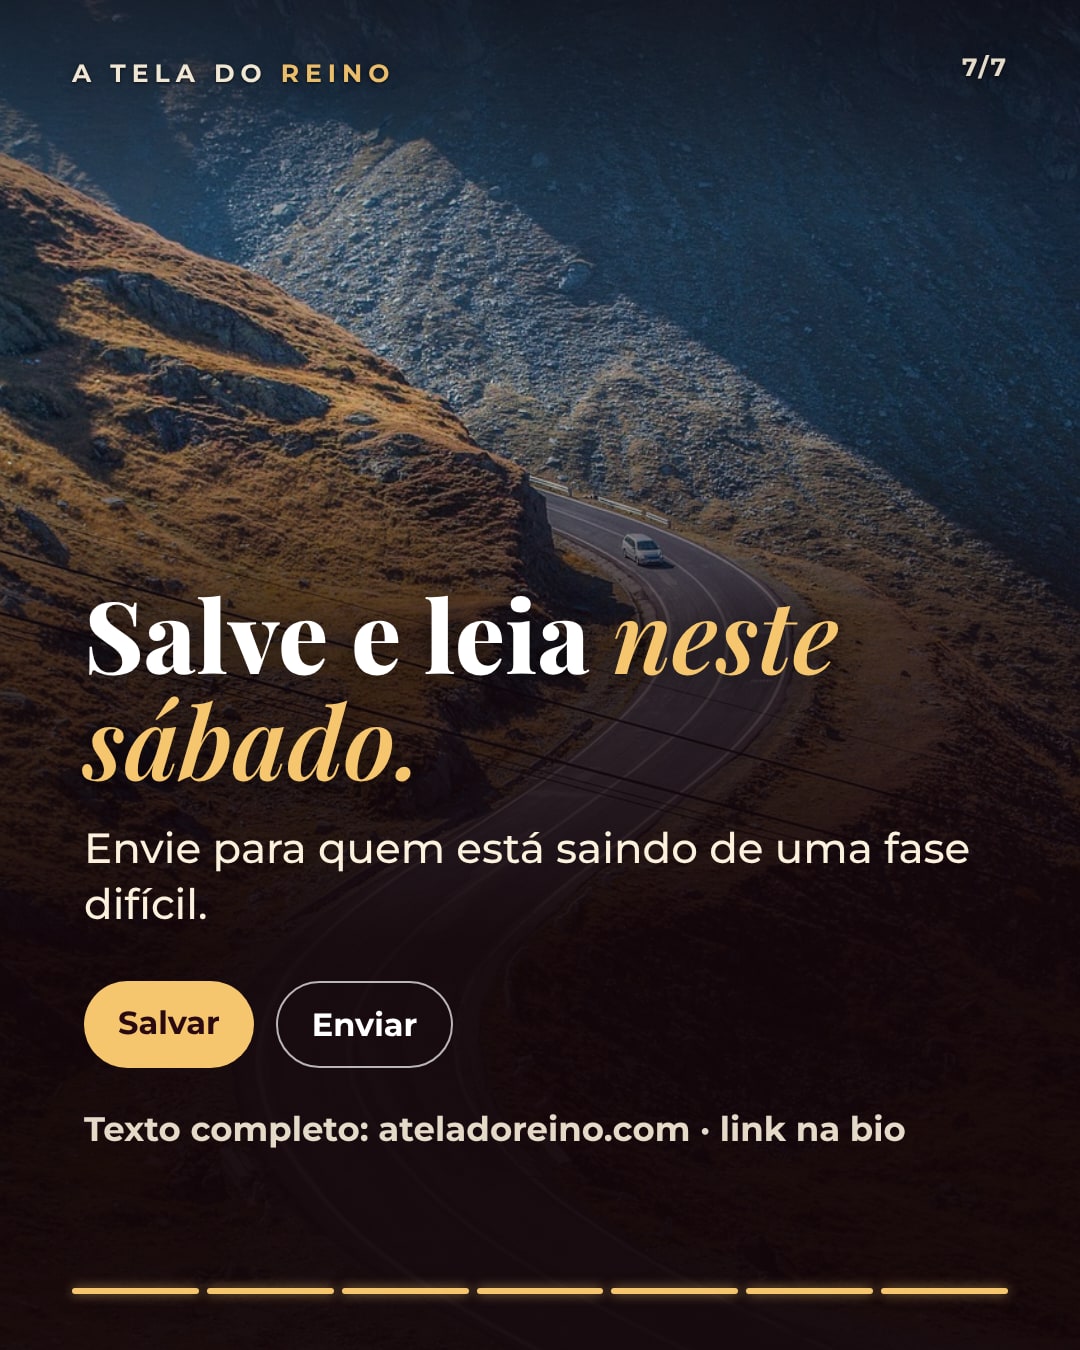 A TELA DO REINO
7/7
Salve e leia neste
sábado.
Envie para quem está saindo de uma fase
difícil.
Salvar
Enviar
Texto completo: ateladoreino.com · link na bio